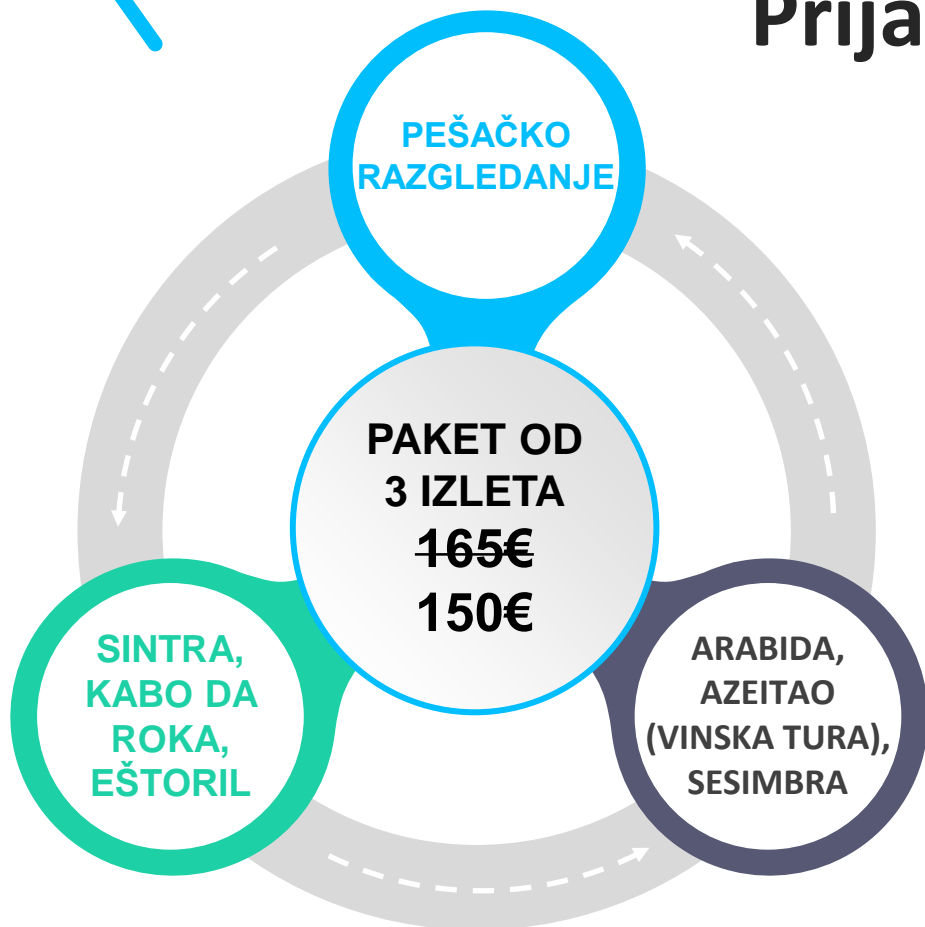 Prija
PEŠAČKO
RAZGLEDANJE
PAKET OD
3 IZLETA
165€
150€
SINTRA,
KABO DA
ROKA,
EŠTORIL
ARABIDA,
AZEITAO
(VINSKA TURA),
SESIMBRA